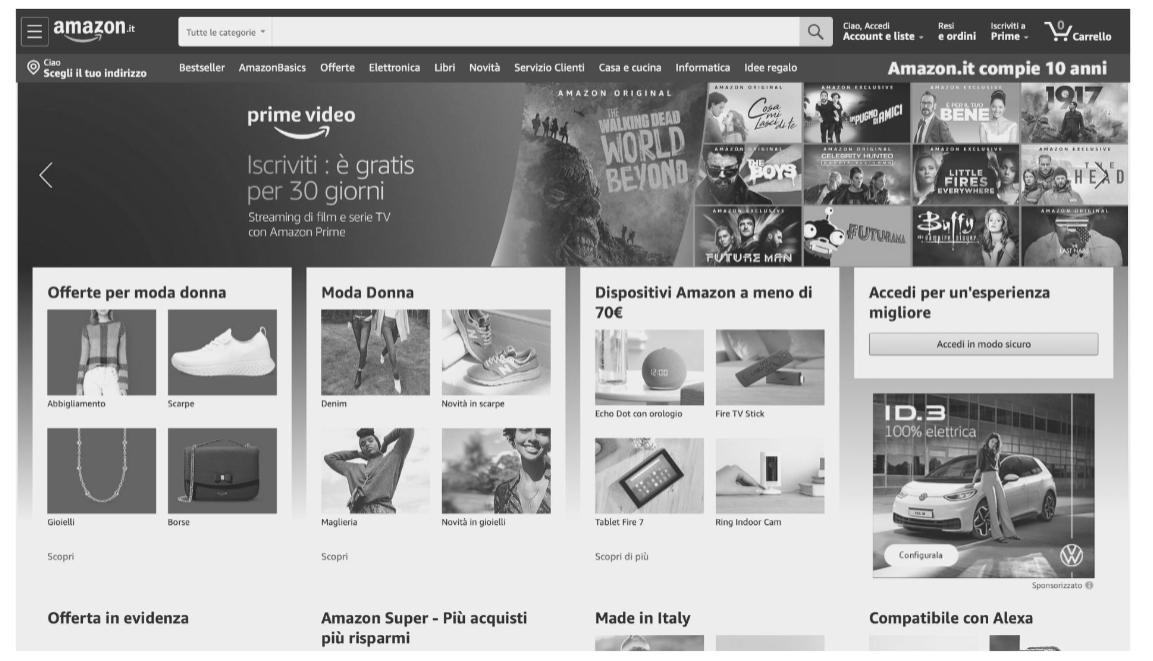 amazon.it
Tutte le categorie
Ciao, Accedi
Account e liste
Resi
e ordini
Iscriviti a
Prime
0
Carrello
Ciao
Scegli il tuo indirizzo
Bestseller
AmazonBasics
Offerte
Elettronica
Libri
Novità
Servizio Clienti
Casa e cucina
Informatica
Idee regalo
Amazon.it compie 10 anni
prime video
Iscriviti : è gratis
per 30 giorni
Streaming di film e serie TV
con Amazon Prime
AMAZON ORIGINAL
THE
WALKING DEAD
WORLD
BEYOND
AMAZON ORIGINAL
Cosa
mi
Lasci di te
AMAZON EXCLUSIVE
IN PUGNO DI AMICI
AMAZON EXCLUSIVE
È PER IL TUO
BENE
AMAZON EXCLUSIVE
1917
AMAZON ORIGINAL
THE
BOYS
AMAZON ORIGINAL
CELEBRITY HUNTED
AMAZON EXCLUSIVE
LITTLE
FIRES
EVERYWHERE
AMAZON EXCLUSIVE
THE
HEAD
AMAZON EXCLUSIVE
FUTURE MAN
FUTURAMA
Buffy
AMAZON ORIGINAL
Offerte per moda donna
Abbigliamento
Scarpe
Gioielli
Borse
Scopri
Moda Donna
Denim
Novità in scarpe
Maglieria
Novità in gioielli
Scopri
Dispositivi Amazon a meno di
70€
12:00
Echo Dot con orologio
Fire TV Stick
Tablet Fire 7
Ring Indoor Cam
Scopri di più
Accedi per un'esperienza
migliore
Accedi in modo sicuro
ID.3
100% elettrica
Configurala
Sponsorizzato
Offerta in evidenza
Amazon Super - Più acquisti
più risparmi
Made in Italy
Compatibile con Alexa